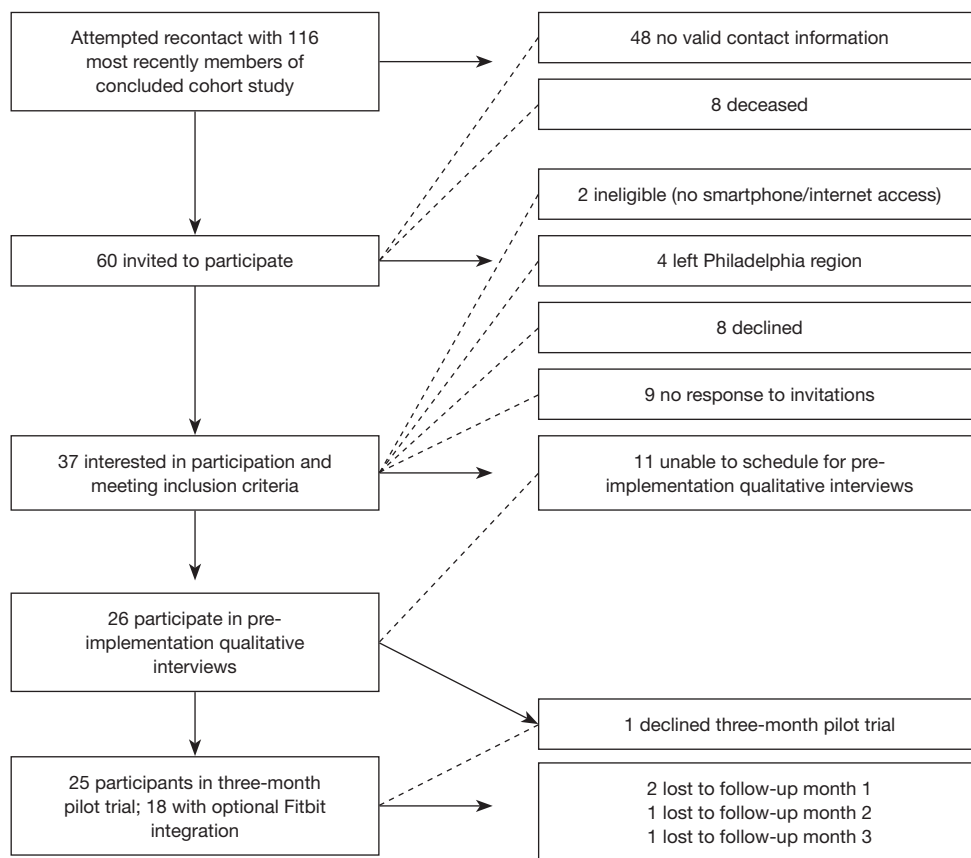 Attempted recontact with 116
most recently members of
concluded cohort study
48 no valid contact information
8 deceased
2 ineligible (no smartphone/internet access)
60 invited to participate
4 left Philadelphia region
8 declined
9 no response to invitations
37 interested in participation and
meeting inclusion criteria
11 unable to schedule for pre-
implementation qualitative interviews
26 participate in pre-
implementation qualitative
interviews
1 declined three-month pilot trial
25 participants in three-month
pilot trial; 18 with optional Fitbit
integration
2 lost to follow-up month 1
1 lost to follow-up month 2
1 lost to follow-up month 3